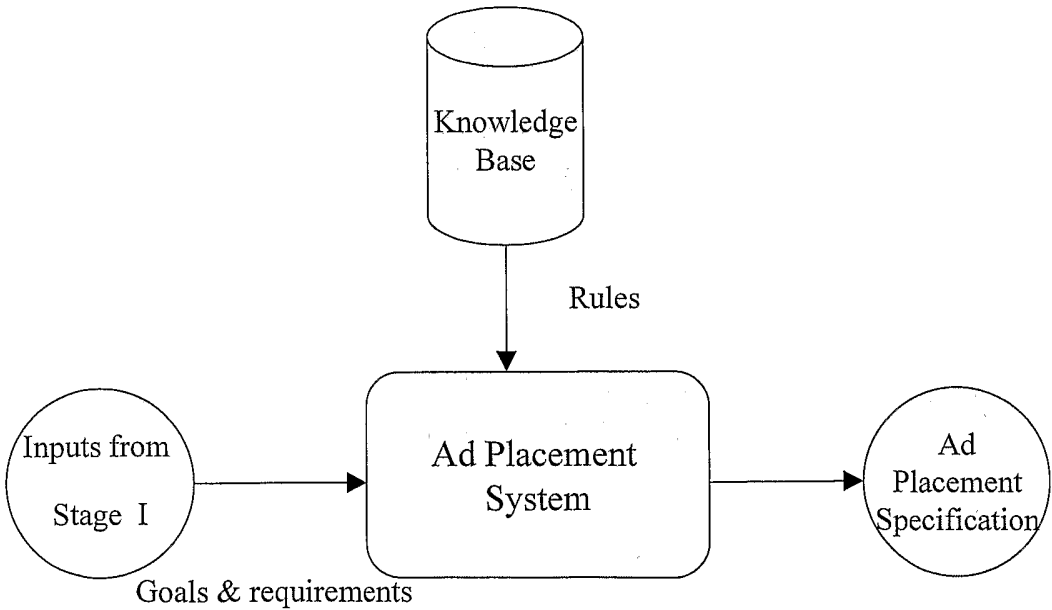 Knowledge
Base
Rules
Inputs from
Stage I
Ad Placement
System
Ad
Placement
Specification
Goals & requirements